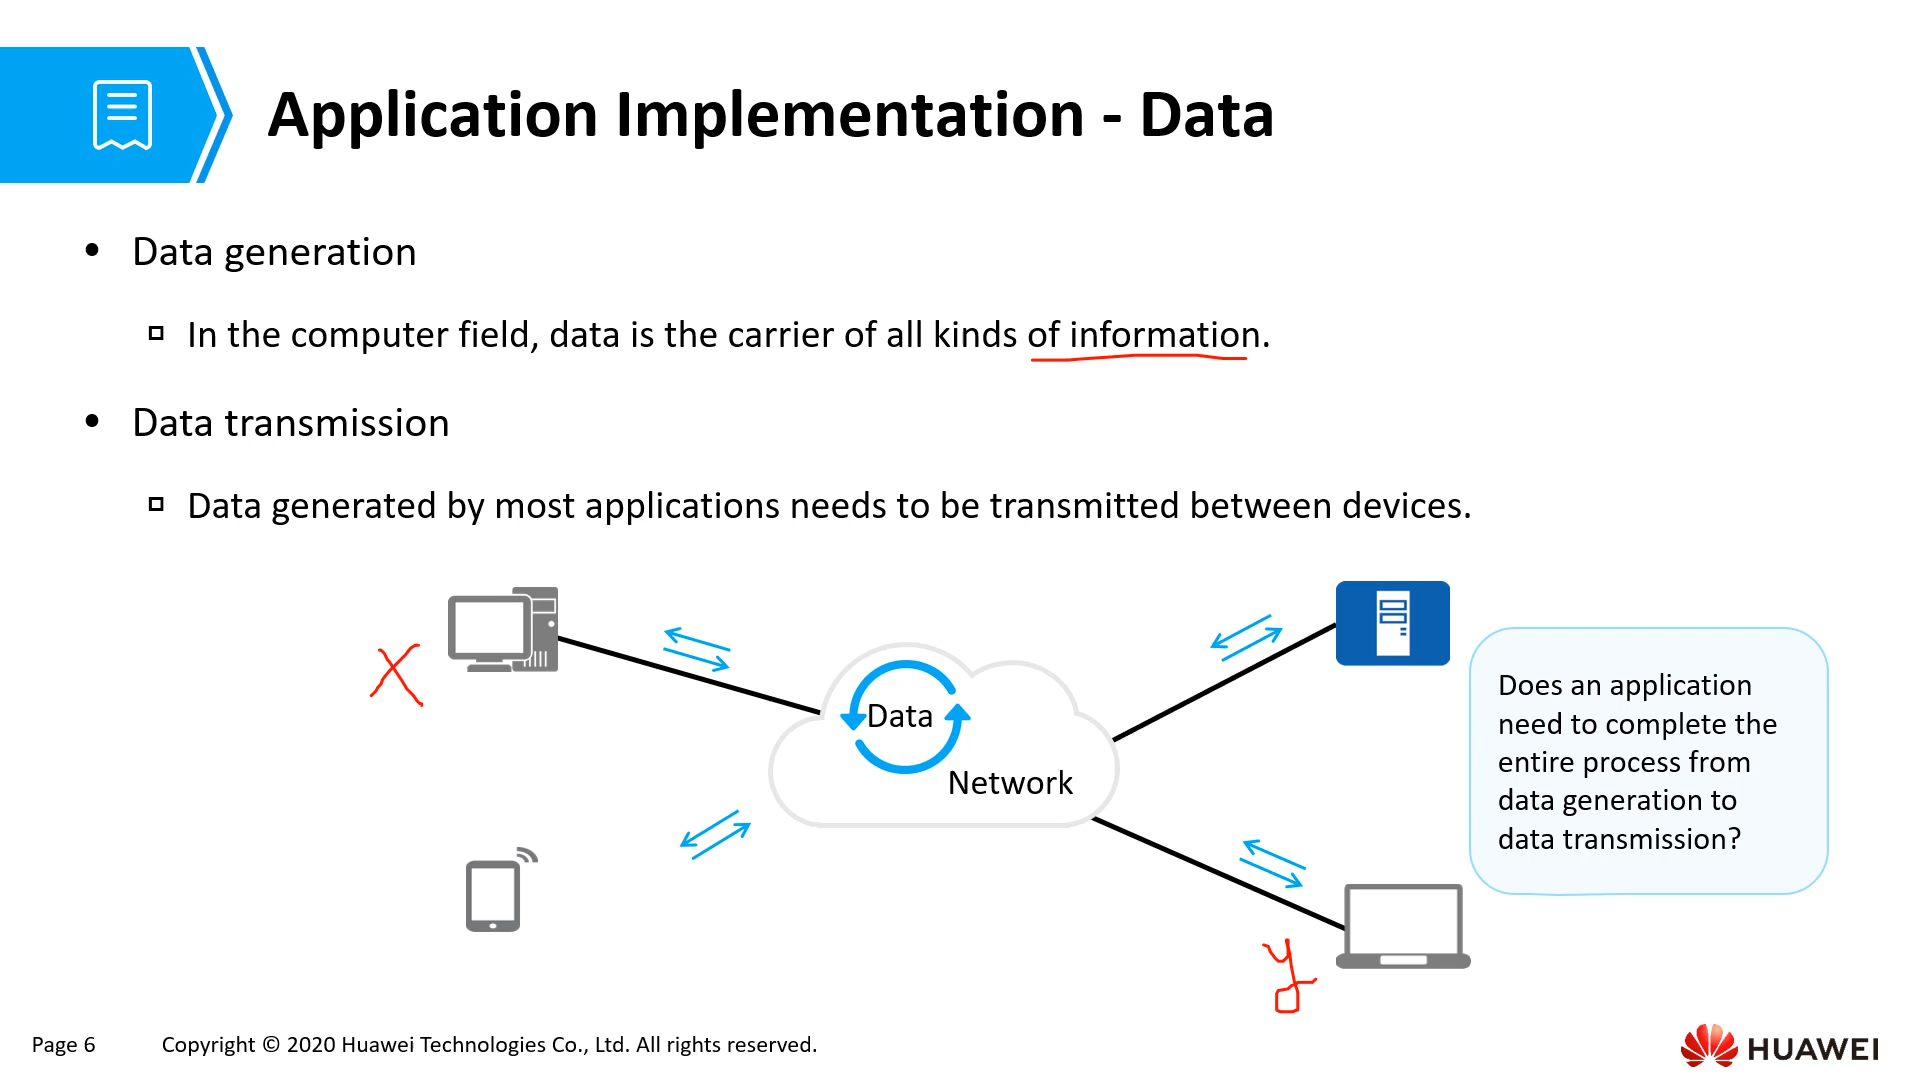 Application Implementation - Data
• Data generation
▫ In the computer field, data is the carrier of all kinds of information.
• Data transmission
▫ Data generated by most applications needs to be transmitted between devices.
X
Data
Network
Does an application
need to complete the
entire process from
data generation to
data transmission?
y
Page 6
Copyright © 2020 Huawei Technologies Co., Ltd. All rights reserved.
HUAWEI